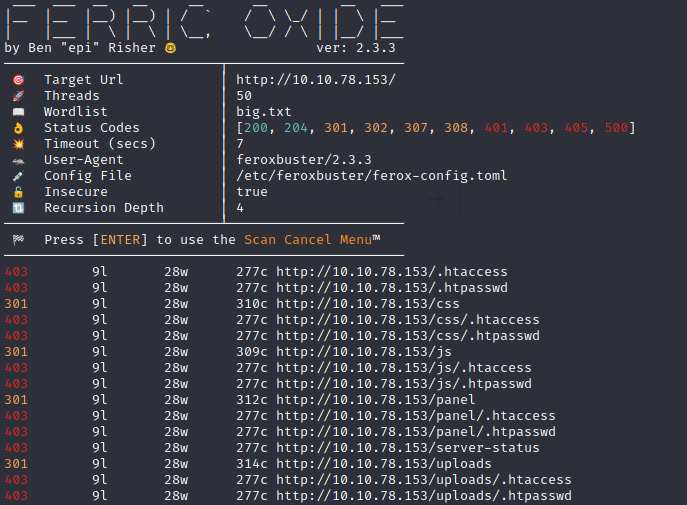 FERRIC OXIDE
by Ben "epi" Risher 🤓 ver: 2.3.3
🎯 Target Url │ http://10.10.78.153/
🚀 Threads │ 50
📖 Wordlist │ big.txt
👌 Status Codes │ [200, 204, 301, 302, 307, 308, 401, 403, 405, 500]
💥 Timeout (secs) │ 7
🦡 User-Agent │ feroxbuster/2.3.3
💉 Config File │ /etc/feroxbuster/ferox-config.toml
🔓 Insecure │ true
🔃 Recursion Depth │ 4
🏁 Press [ENTER] to use the Scan Cancel Menu™
403 9l 28w 277c http://10.10.78.153/.htaccess
403 9l 28w 277c http://10.10.78.153/.htpasswd
301 9l 28w 310c http://10.10.78.153/css
403 9l 28w 277c http://10.10.78.153/css/.htaccess
403 9l 28w 277c http://10.10.78.153/css/.htpasswd
301 9l 28w 309c http://10.10.78.153/js
403 9l 28w 277c http://10.10.78.153/js/.htaccess
403 9l 28w 277c http://10.10.78.153/js/.htpasswd
301 9l 28w 312c http://10.10.78.153/panel
403 9l 28w 277c http://10.10.78.153/panel/.htaccess
403 9l 28w 277c http://10.10.78.153/panel/.htpasswd
403 9l 28w 277c http://10.10.78.153/server-status
301 9l 28w 314c http://10.10.78.153/uploads
403 9l 28w 277c http://10.10.78.153/uploads/.htaccess
403 9l 28w 277c http://10.10.78.153/uploads/.htpasswd